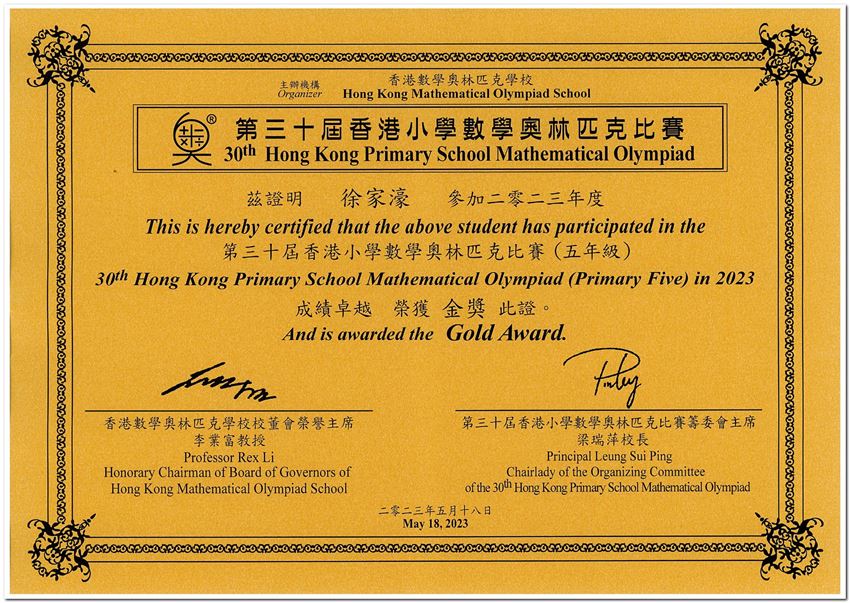 主辦機構 香港數學奧林匹克學校
Organizer Hong Kong Mathematical Olympiad School
® 第三十屆香港小學數學奧林匹克比賽
30th Hong Kong Primary School Mathematical Olympiad
茲證明 徐家濠 參加二零二三年度
This is hereby certified that the above student has participated in the
第三十屆香港小學數學奧林匹克比賽（五年級）
30th Hong Kong Primary School Mathematical Olympiad (Primary Five) in 2023
成績卓越 榮獲 金獎 此證。
And is awarded the Gold Award.
香港數學奧林匹克學校校董會榮譽主席
李業富教授
Professor Rex Li
Honorary Chairman of Board of Governors of
Hong Kong Mathematical Olympiad School
第三十屆香港小學數學奧林匹克比賽籌委會主席
梁瑞萍校長
Principal Leung Sui Ping
Chairlady of the Organizing Committee
of the 30th Hong Kong Primary School Mathematical Olympiad
二零二三年五月十八日
May 18, 2023